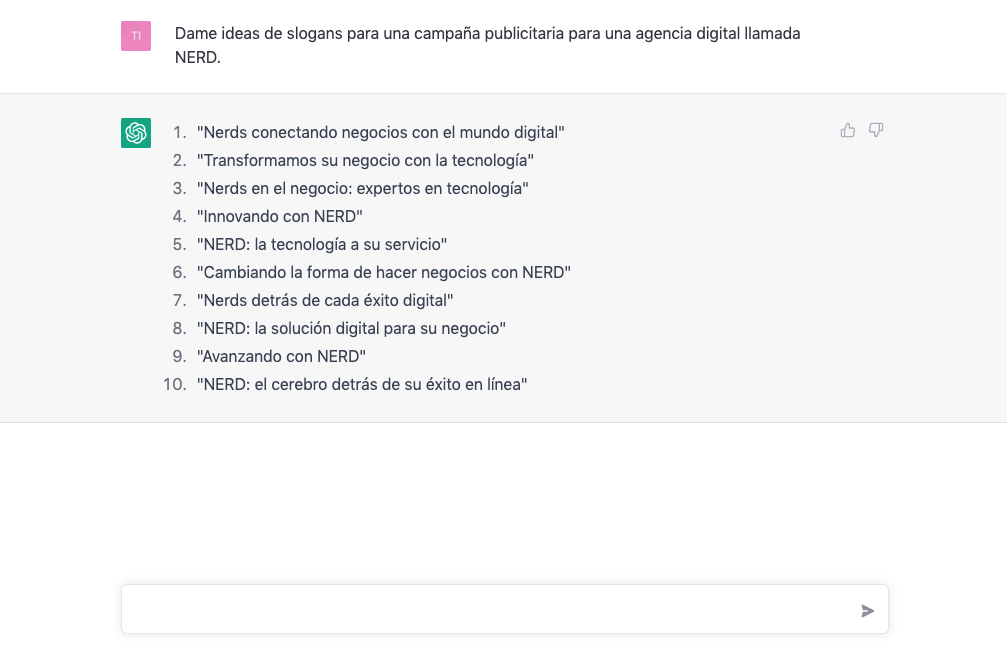 TI
Dame ideas de slogans para una campaña publicitaria para una agencia digital llamada
NERD.
1. "Nerds conectando negocios con el mundo digital"
2. "Transformamos su negocio con la tecnología"
3. "Nerds en el negocio: expertos en tecnología"
4. "Innovando con NERD"
5. "NERD: la tecnología a su servicio"
6. "Cambiando la forma de hacer negocios con NERD"
7. "Nerds detrás de cada éxito digital"
8. "NERD: la solución digital para su negocio"
9. "Avanzando con NERD"
10. "NERD: el cerebro detrás de su éxito en línea"